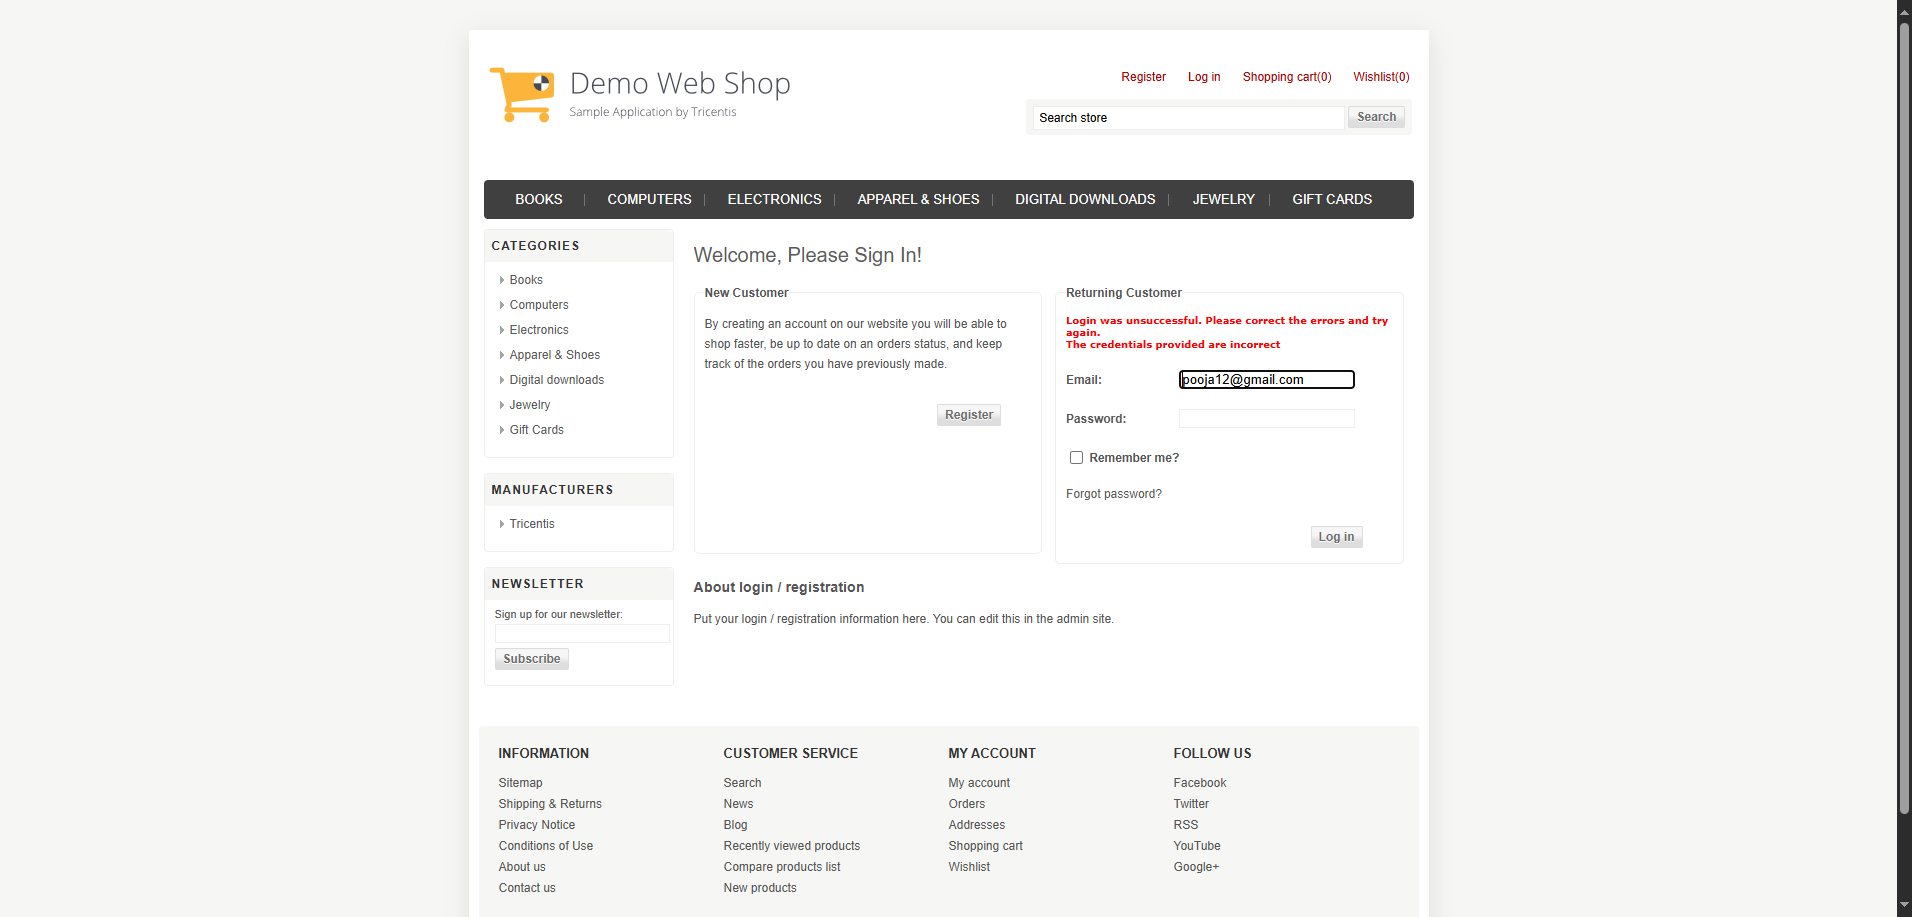 Demo Web Shop
Sample Application by Tricentis
Register
Log in
Shopping cart(0)
Wishlist(0)
Search store
Search
BOOKS
COMPUTERS
ELECTRONICS
APPAREL & SHOES
DIGITAL DOWNLOADS
JEWELRY
GIFT CARDS
CATEGORIES
Books
Computers
Electronics
Apparel & Shoes
Digital downloads
Jewelry
Gift Cards
MANUFACTURERS
Tricentis
NEWSLETTER
Sign up for our newsletter:
Subscribe
Welcome, Please Sign In!
New Customer
By creating an account on our website you will be able to
shop faster, be up to date on an orders status, and keep
track of the orders you have previously made.
Register
Returning Customer
Login was unsuccessful. Please correct the errors and try
again.
The credentials provided are incorrect
Email:
pooja12@gmail.com
Password:
Remember me?
Forgot password?
Log in
About login / registration
Put your login / registration information here. You can edit this in the admin site.
INFORMATION
Sitemap
Shipping & Returns
Privacy Notice
Conditions of Use
About us
Contact us
CUSTOMER SERVICE
Search
News
Blog
Recently viewed products
Compare products list
New products
MY ACCOUNT
My account
Orders
Addresses
Shopping cart
Wishlist
FOLLOW US
Facebook
Twitter
RSS
YouTube
Google+